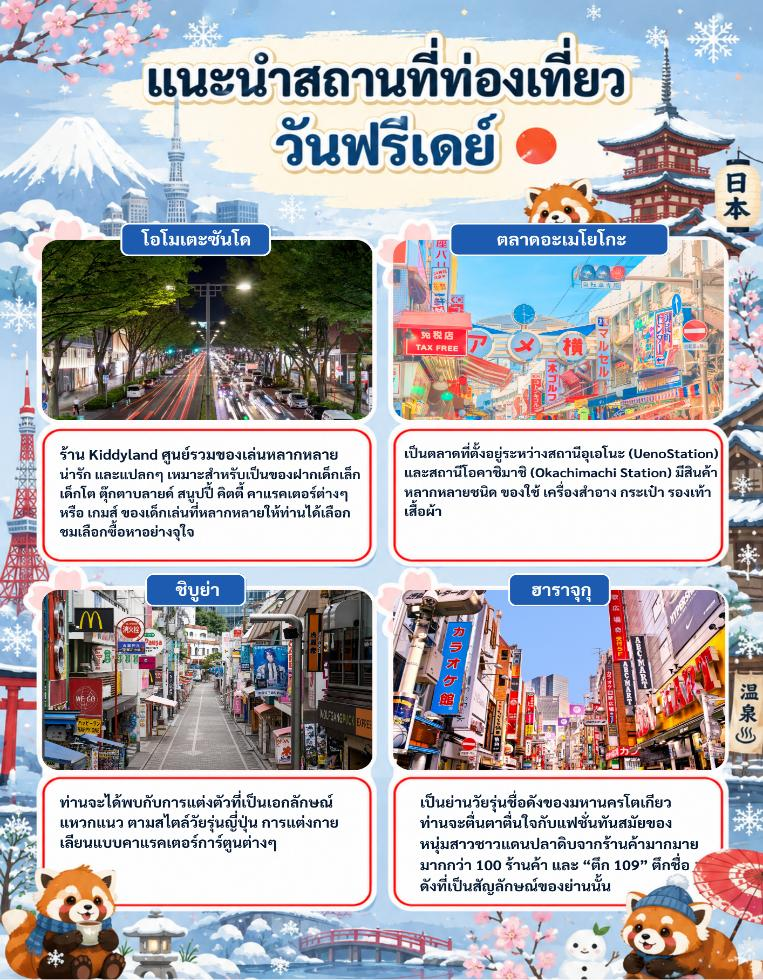 แนะนำสถานที่ท่องเที่ยว
วันฟรีเดย์
日本
โอโมเตะซันโด
ตลาดอะเมโยโกะ
免税店
TAX FREE
アメ横
マルセル
本ゴルフ
ร้าน Kiddyland ศูนย์รวมของเล่นหลากหลาย
น่ารัก และแปลกๆ เหมาะสำหรับเป็นของฝากเด็กเล็ก
เด็กโต ตุ๊กตาบลายด์ สนูปปี้ คิตตี้ คาแรคเตอร์ต่างๆ
หรือ เกมส์ ของเด็กเล่นที่หลากหลายให้ท่านได้เลือก
ชมเลือกซื้อหาอย่างจุใจ
เป็นตลาดที่ตั้งอยู่ระหว่างสถานีอุเอโนะ (UenoStation)
และสถานีโอคาชิมาชิ (Okachimachi Station) มีสินค้า
หลากหลายชนิด ของใช้ เครื่องสำอาง กระเป๋า รองเท้า
เสื้อผ้า
ชิบูย่า
ฮาราจุกุ
WE GO
WOLFGANG PUCK EXPRESS
カラオケ館
ABC-MART
ABC-MART
温泉
ท่านจะได้พบกับการแต่งตัวที่เป็นเอกลักษณ์
แหวกแนว ตามสไตล์วัยรุ่นญี่ปุ่น การแต่งกาย
เลียนแบบคาแรคเตอร์การ์ตูนต่างๆ
เป็นย่านวัยรุ่นชื่อดังของมหานครโตเกียว
ท่านจะตื่นตาตื่นใจกับแฟชั่นทันสมัยของ
หนุ่มสาวชาวแดนปลาดิบจากร้านค้ามากมาย
มากกว่า 100 ร้านค้า และ “ตึก 109” ตึกชื่อ
ดังที่เป็นสัญลักษณ์ของย่านนั้น